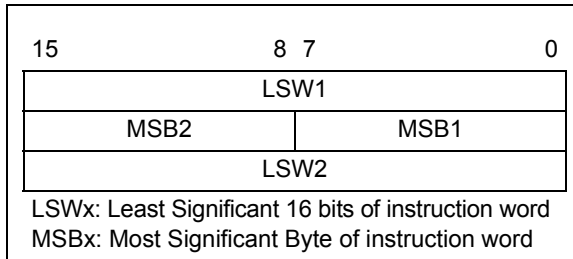 15 8 7 0
LSW1
MSB2 MSB1
LSW2
LSWx: Least Significant 16 bits of instruction word
MSBx: Most Significant Byte of instruction word